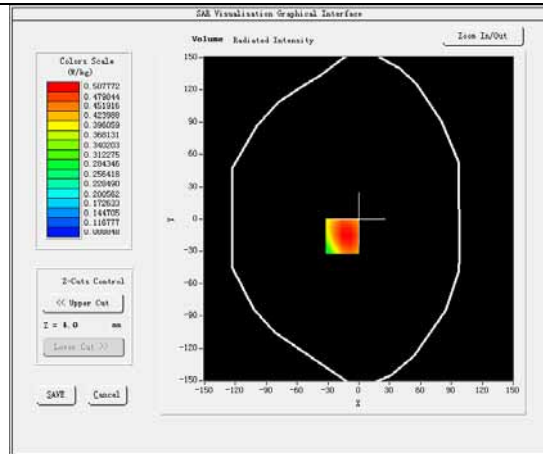 SAR Visualisation Graphical Interface
Volume Radiated Intensity
Zoom In/Out
Colors Scale
(W/kg)
0.507772
0.479844
0.451916
0.423988
0.396059
0.368131
0.340203
0.312275
0.284346
0.256418
0.228490
0.200562
0.172633
0.144705
0.116777
Z-Cuts Control
<< Upper Cut
Z = 4.0 mm
Lower Cut >>
SAVE
Cancel
150
120
90
60
30
0
-30
-60
-90
-120
-150
Y
-150 -120 -90 -60 -30 0 30 60 90 120 150
X